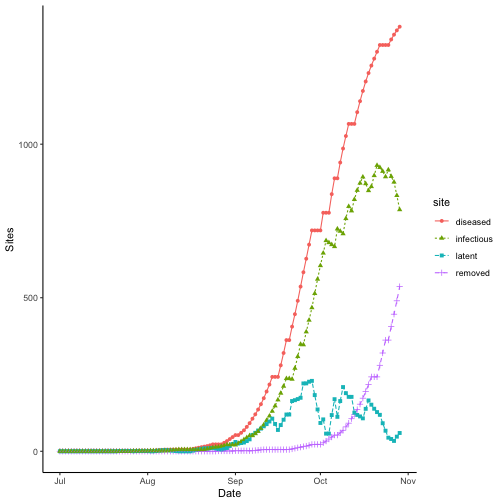 Sites
1000
500
0
Jul
Aug
Sep
Oct
Nov
Date
site
diseased
infectious
latent
removed